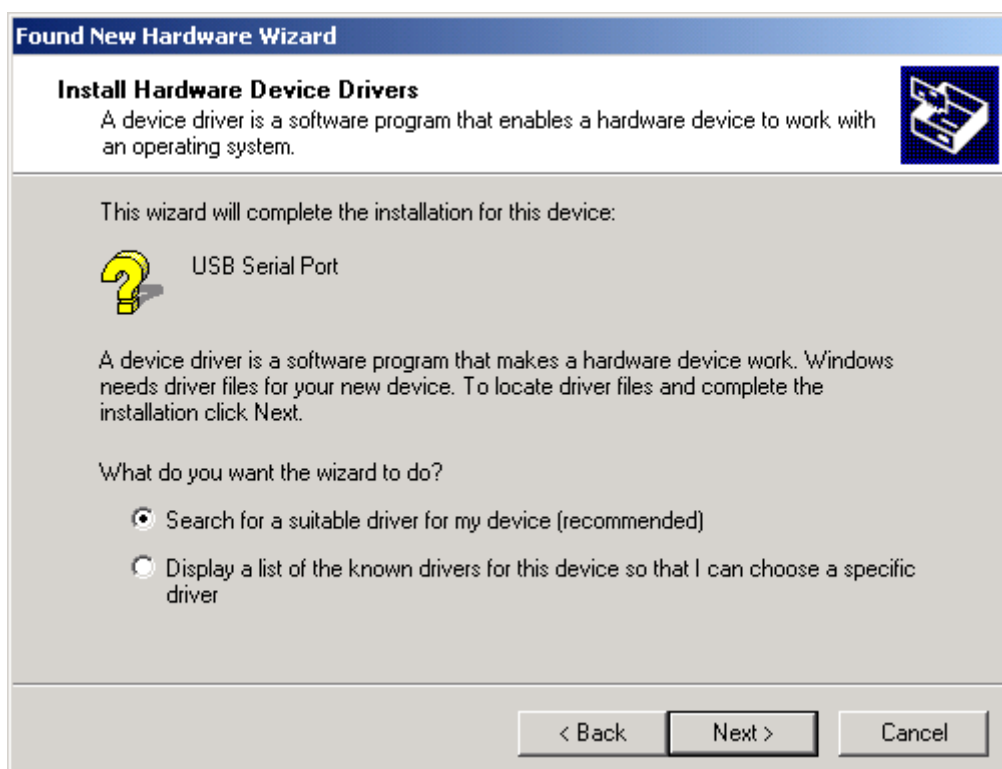 Found New Hardware Wizard
Install Hardware Device Drivers
A device driver is a software program that enables a hardware device to work with
an operating system.
This wizard will complete the installation for this device:
USB Serial Port
A device driver is a software program that makes a hardware device work. Windows
needs driver files for your new device. To locate driver files and complete the
installation click Next.
What do you want the wizard to do?
Search for a suitable driver for my device (recommended)
Display a list of the known drivers for this device so that I can choose a specific
driver
< Back
Next >
Cancel